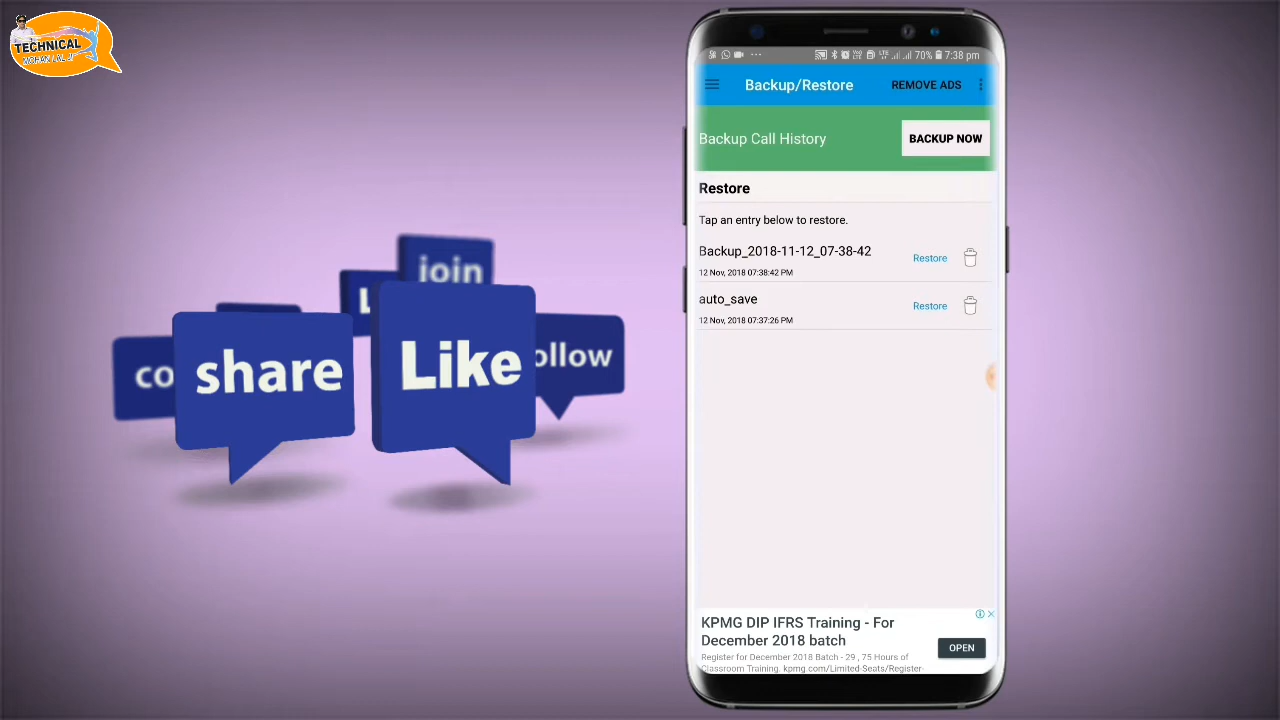 TECHNICAL
MOHAN LAL JI
join
L
co
share
Like
ollow
70% 7:38 pm
Backup/Restore
REMOVE ADS
Backup Call History
BACKUP NOW
Restore
Tap an entry below to restore.
Backup_2018-11-12_07-38-42
Restore
12 Nov, 2018 07:38:42 PM
auto_save
Restore
12 Nov, 2018 07:37:26 PM
KPMG DIP IFRS Training - For
December 2018 batch
OPEN
Register for December 2018 Batch - 29 , 75 Hours of
Classroom Training. kpmg.com/Limited Seats/Register-